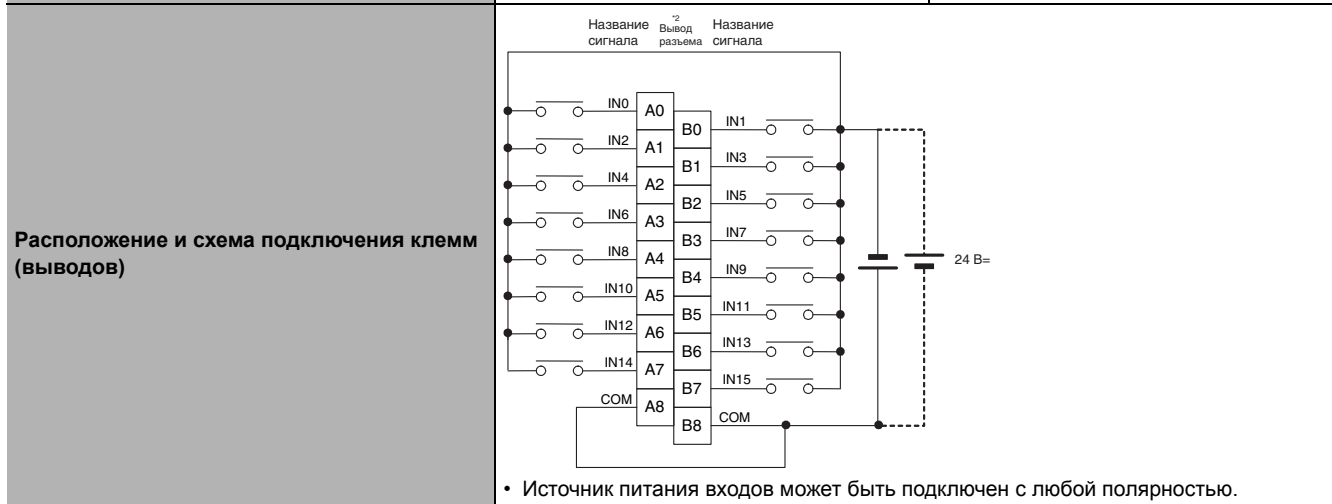 Расположение и схема подключения клемм
(выводов)
Название
сигнала
*2
Вывод
разъема
Название
сигнала
IN0
A0
B0
IN1
IN2
A1
B1
IN3
IN4
A2
B2
IN5
IN6
A3
B3
IN7
IN8
A4
B4
IN9
IN10
A5
B5
IN11
IN12
A6
B6
IN13
IN14
A7
B7
IN15
COM
A8
B8
COM
24 В=
• Источник питания входов может быть подключен с любой полярностью.